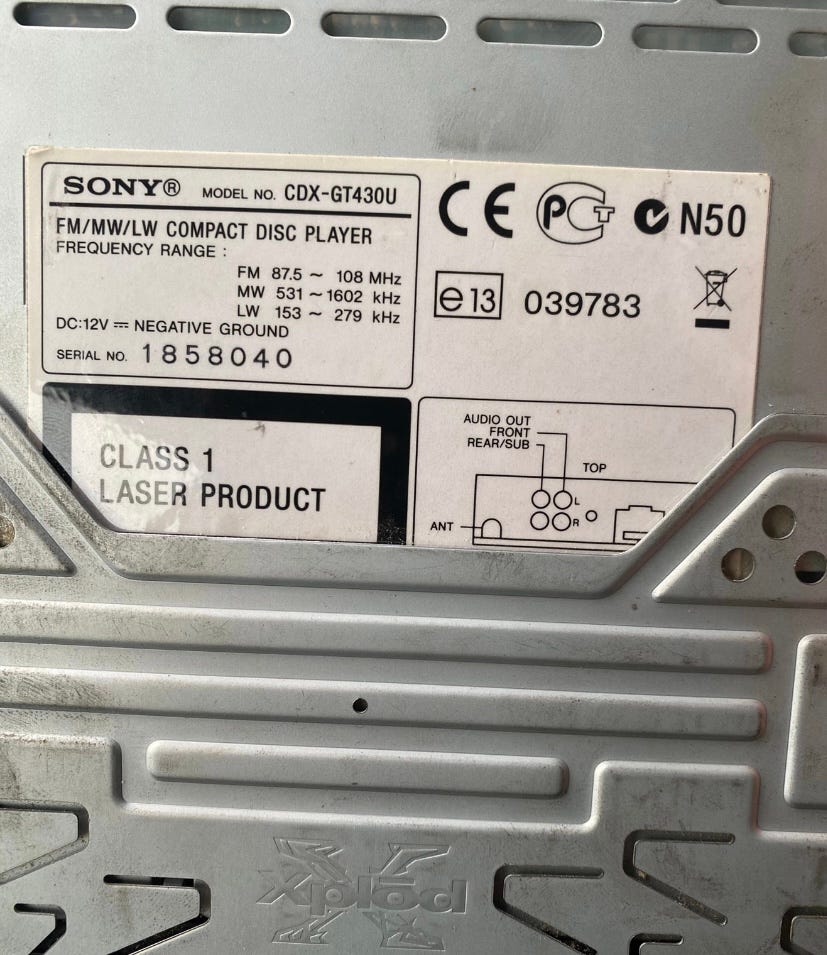 SONY® MODEL NO. CDX-GT430U
FM/MW/LW COMPACT DISC PLAYER
FREQUENCY RANGE :
FM 87.5 ~ 108 MHz
MW 531 ~ 1602 kHz
LW 153 ~ 279 kHz
DC:12V ⎓ NEGATIVE GROUND
SERIAL NO. 1858040
CE PCT N50
e13 039783
CLASS 1
LASER PRODUCT
AUDIO OUT
FRONT
REAR/SUB
TOP
L
R
ANT
xplod